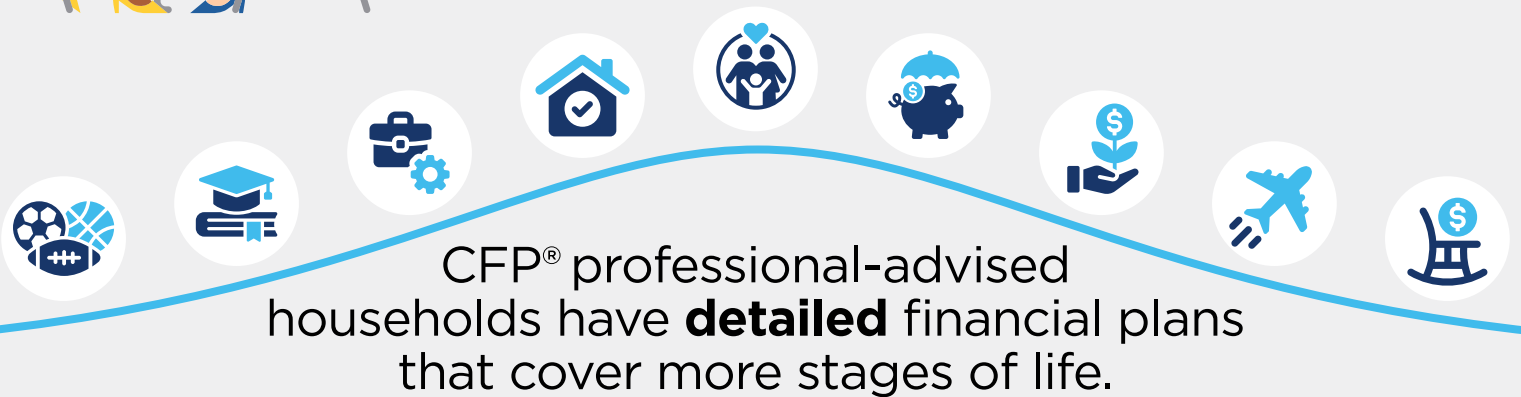 $
$
$
CFP® professional-advised
households have detailed financial plans
that cover more stages of life.